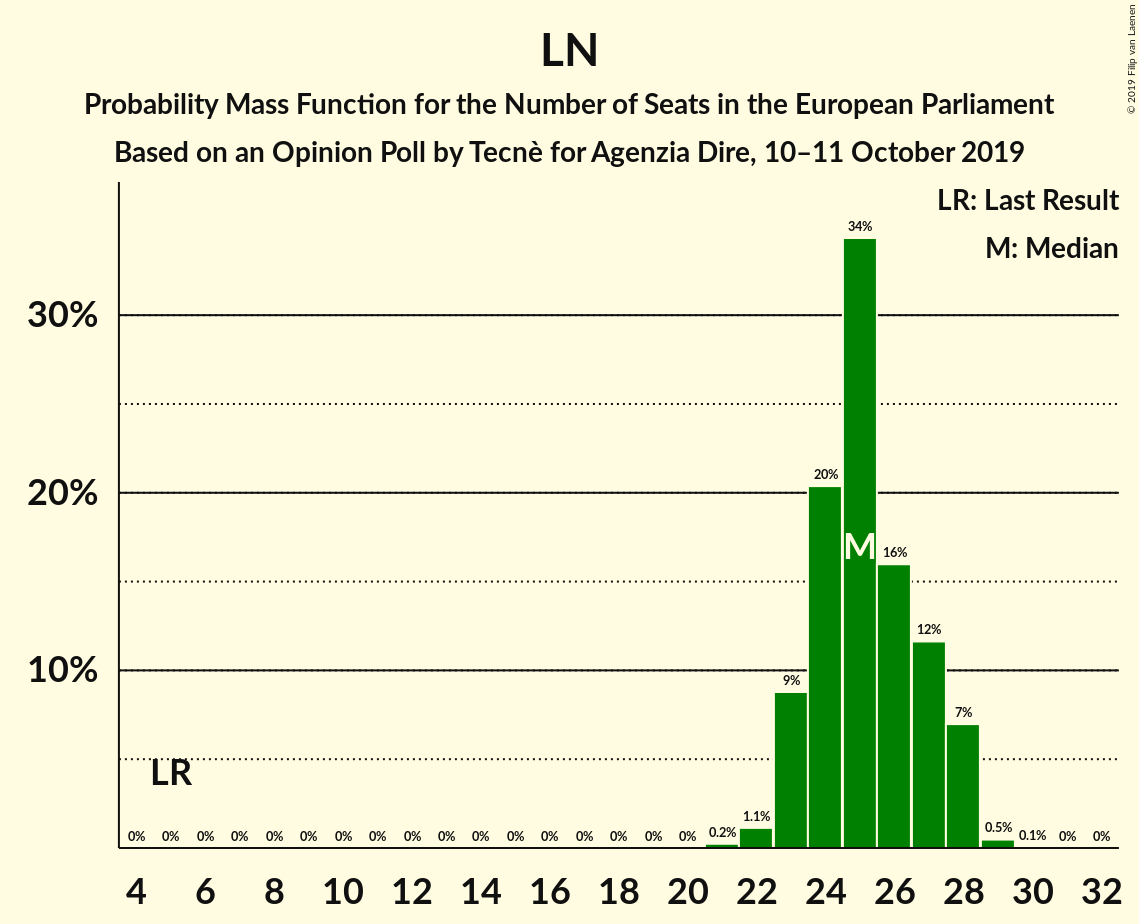 LN
Probability Mass Function for the Number of Seats in the European Parliament
Based on an Opinion Poll by Tecnè for Agenzia Dire, 10–11 October 2019
© 2019 Filip van Laenen
LR: Last Result
M: Median
34%
30%
20%
20%
M
16%
12%
10%
9%
7%
LR
0% 0% 0% 0% 0% 0% 0% 0% 0% 0% 0% 0% 0% 0% 0% 0% 0% 0.2% 1.1% 0.5% 0.1% 0% 0%
4 6 8 10 12 14 16 18 20 22 24 26 28 30 32